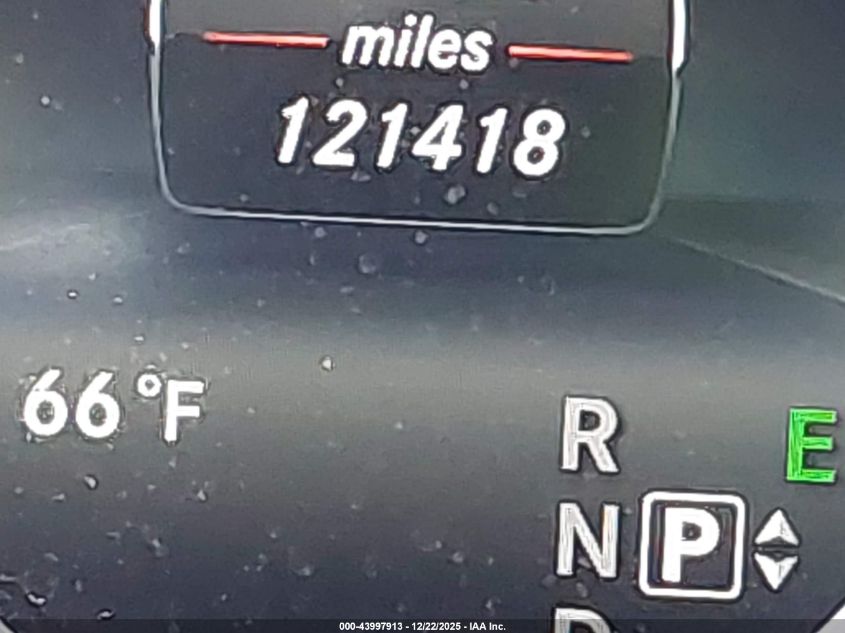 miles
121418
66 °F
R
E
N P
D
000-43997913 - 12/22/2025 - IAA Inc.